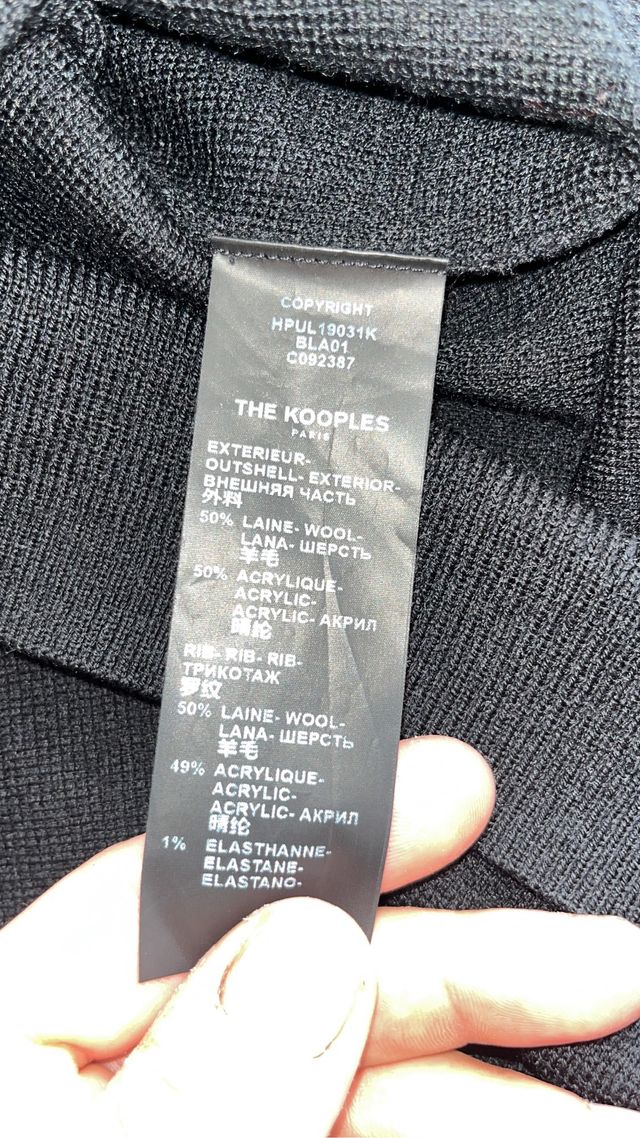 COPYRIGHT
HPUL19031K
BLA01
C092387
THE KOOPLES
PARIS
EXTERIEUR-
OUTSHELL- EXTERIOR-
ВНЕШНЯЯ ЧАСТЬ
外料
50% LAINE- WOOL-
LANA- ШЕРСТЬ
羊毛
50% ACRYLIQUE-
ACRYLIC-
ACRYLIC- АКРИЛ
晴纶
RIB- RIB- RIB-
ТРИКОТАЖ
罗纹
50% LAINE- WOOL-
LANA- ШЕРСТЬ
羊毛
49% ACRYLIQUE-
ACRYLIC-
ACRYLIC- АКРИЛ
晴纶
1% ELASTHANNE-
ELASTANE-
ELASTANO-